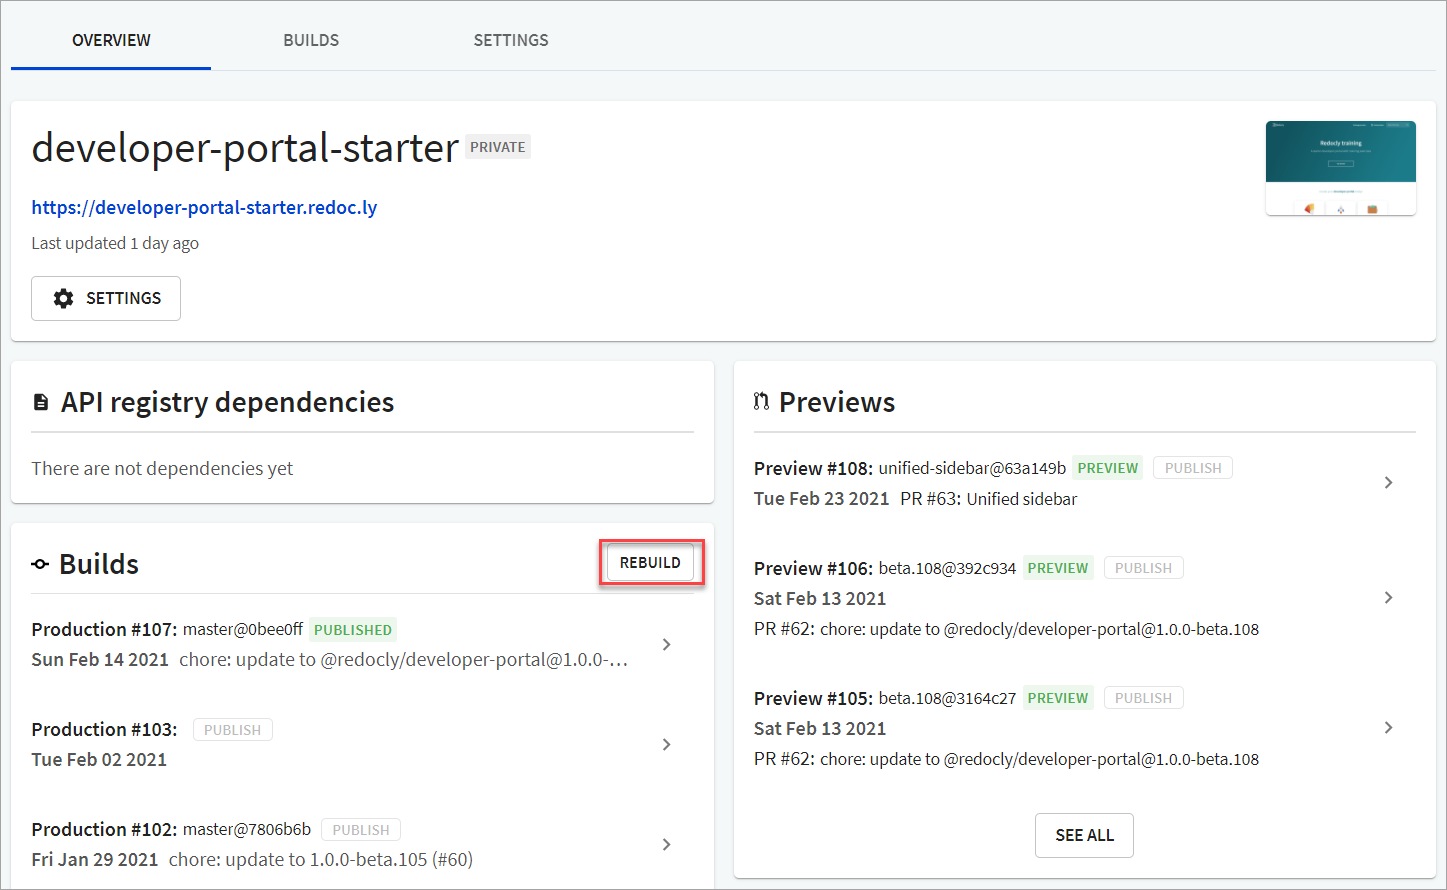 OVERVIEW
BUILDS
SETTINGS
developer-portal-starter PRIVATE
https://developer-portal-starter.redoc.ly
Last updated 1 day ago
SETTINGS
Redocly training
API registry dependencies
There are not dependencies yet
Builds
REBUILD
Production #107: master@0bee0ff PUBLISHED
Sun Feb 14 2021 chore: update to @redocly/developer-portal@1.0.0-...
Production #103: PUBLISH
Tue Feb 02 2021
Production #102: master@7806b6b PUBLISH
Fri Jan 29 2021 chore: update to 1.0.0-beta.105 (#60)
Previews
Preview #108: unified-sidebar@63a149b PREVIEW PUBLISH
Tue Feb 23 2021 PR #63: Unified sidebar
Preview #106: beta.108@392c934 PREVIEW PUBLISH
Sat Feb 13 2021
PR #62: chore: update to @redocly/developer-portal@1.0.0-beta.108
Preview #105: beta.108@3164c27 PREVIEW PUBLISH
Sat Feb 13 2021
PR #62: chore: update to @redocly/developer-portal@1.0.0-beta.108
SEE ALL